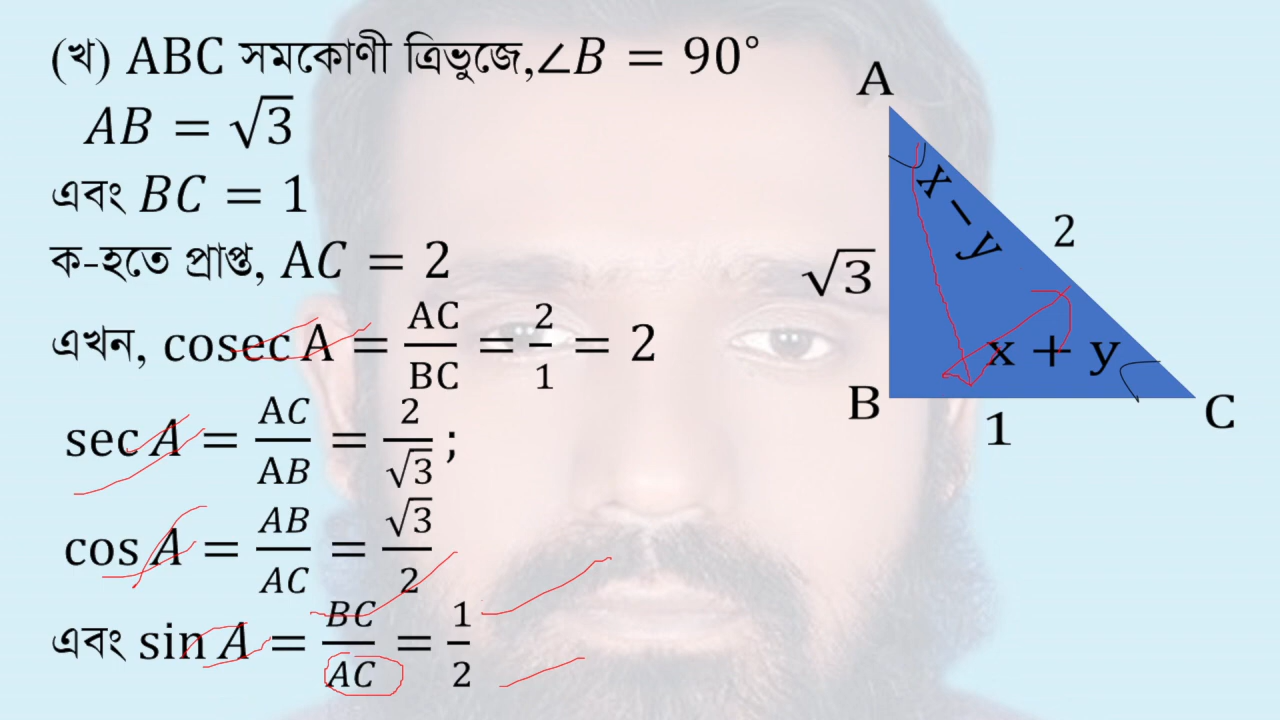 (খ) ABC সমকোণী ত্রিভুজে,∠B = 90°
AB = √3
এবং BC = 1
ক-হতে প্রাপ্ত, AC = 2
এখন, cosec A = AC/BC = 2/1 = 2
sec A = AC/AB = 2/√3 ;
cos A = AB/AC = √3/2
এবং sin A = BC/AC = 1/2
A
x − y
2
√3
x + y
B
1
C